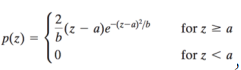 p(z) = { 2/b (z − a)e^{−(z−a)²/b} for z ≥ a
0 for z < a ,